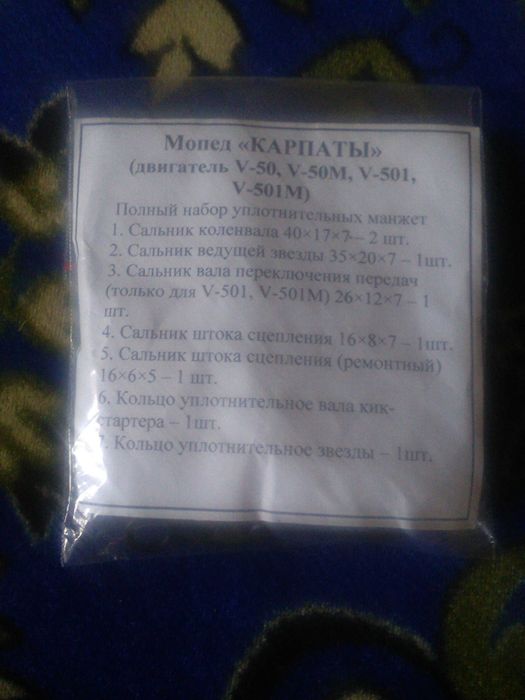 Мопед «КАРПАТЫ»
(двигатель V-50, V-50М, V-501,
V-501М)
Полный набор уплотнительных манжет
1. Сальник коленвала 40×17×7– 2 шт.
2. Сальник ведущей звезды 35×20×7 – 1шт.
3. Сальник вала переключения передач
(только для V-501, V-501М) 26×12×7 – 1
шт.
4. Сальник штока сцепления 16×8×7 – 1шт.
5. Сальник штока сцепления (ремонтный)
16×6×5 – 1 шт.
6. Кольцо уплотнительное вала кик-
стартера – 1шт.
7. Кольцо уплотнительное звезды – 1шт.